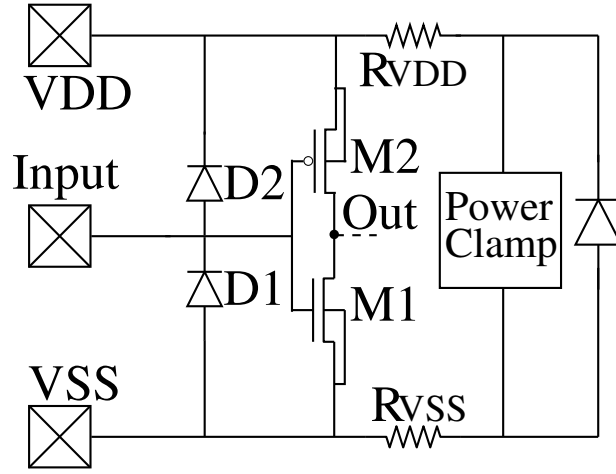 VDD
RVDD
Input
D2
M2
Out
Power
Clamp
D1
M1
VSS
RVSS